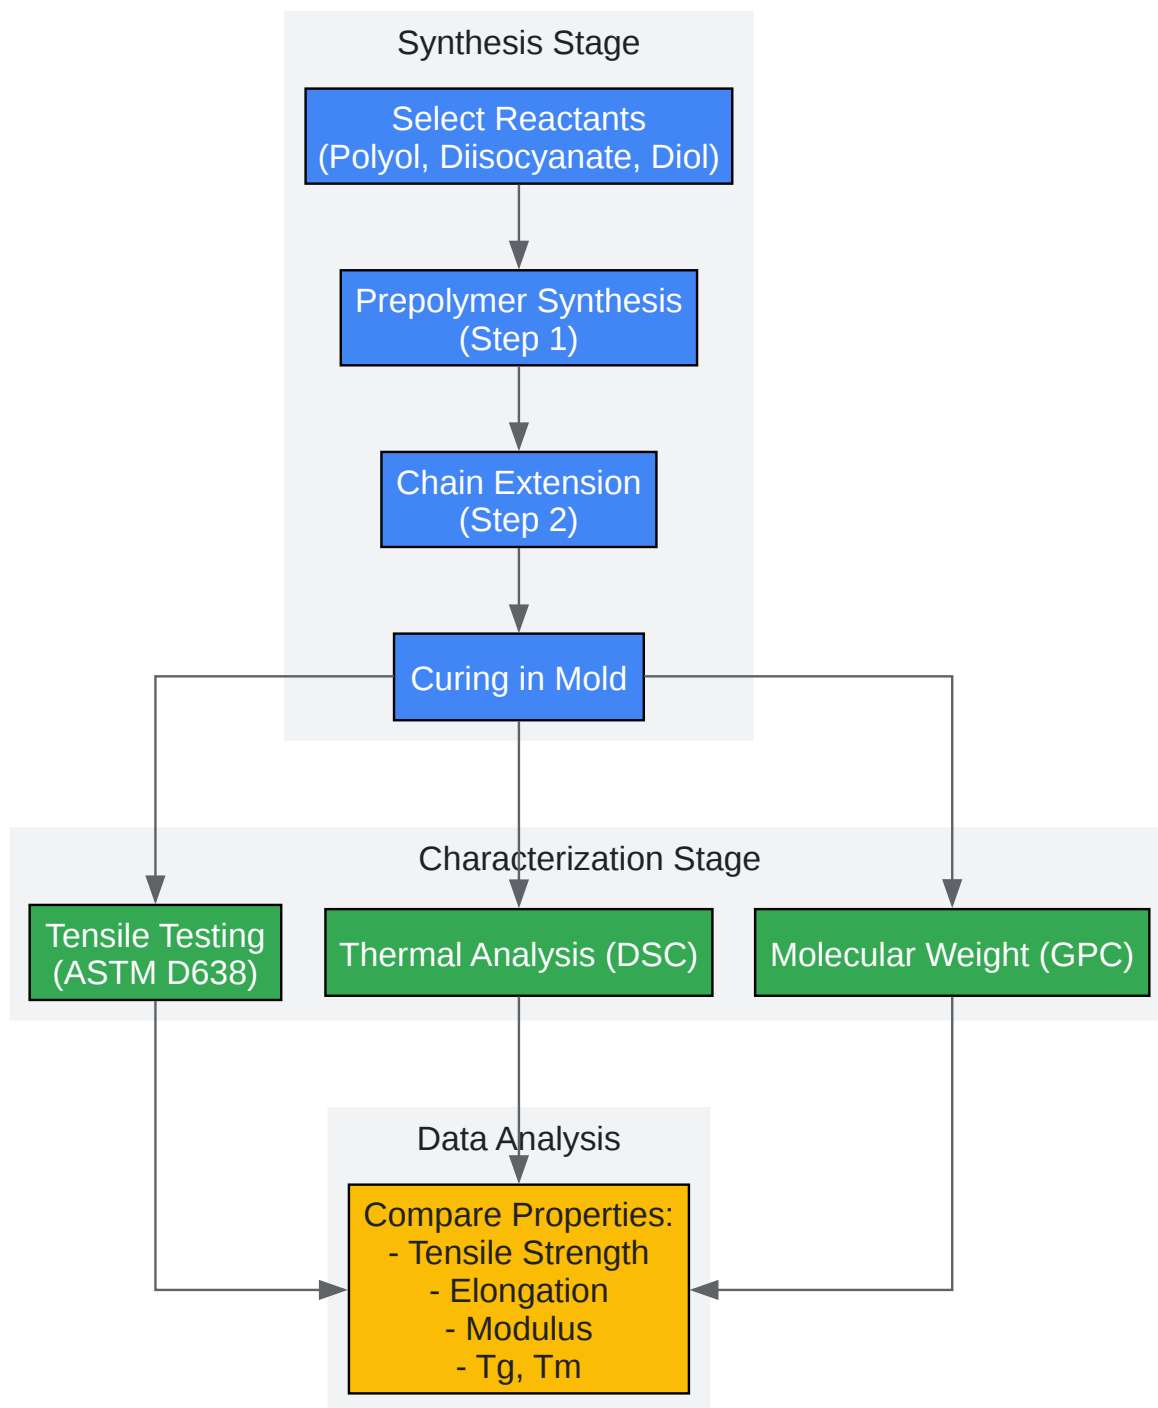 Synthesis Stage
Select Reactants
(Polyol, Diisocyanate, Diol)
Prepolymer Synthesis
(Step 1)
Chain Extension
(Step 2)
Curing in Mold
Characterization Stage
Tensile Testing
(ASTM D638)
Thermal Analysis (DSC)
Molecular Weight (GPC)
Data Analysis
Compare Properties:
- Tensile Strength
- Elongation
- Modulus
- Tg, Tm